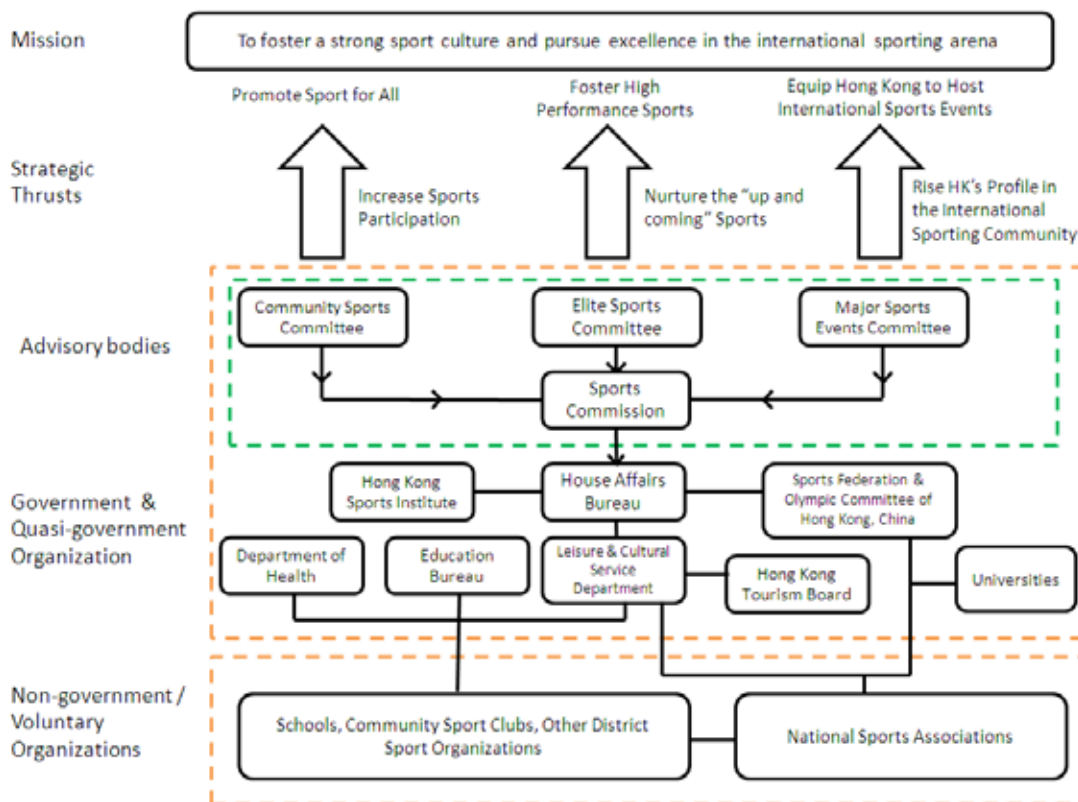 Mission
To foster a strong sport culture and pursue excellence in the international sporting arena
Promote Sport for All
Foster High
Performance Sports
Equip Hong Kong to Host
International Sports Events
Strategic
Thrusts
Increase Sports
Participation
Nurture the "up and
coming" Sports
Rise HK's Profile in
the International
Sporting Community
Advisory bodies
Community Sports
Committee
Elite Sports
Committee
Major Sports
Events Committee
Sports
Commission
Government &
Quasi-government
Organization
Hong Kong
Sports Institute
House Affairs
Bureau
Sports Federation &
Olympic Committee of
Hong Kong, China
Department of
Health
Education
Bureau
Leisure & Cultural
Service
Department
Hong Kong
Tourism Board
Universities
Non-government /
Voluntary
Organizations
Schools, Community Sport Clubs, Other District
Sport Organizations
National Sports Associations